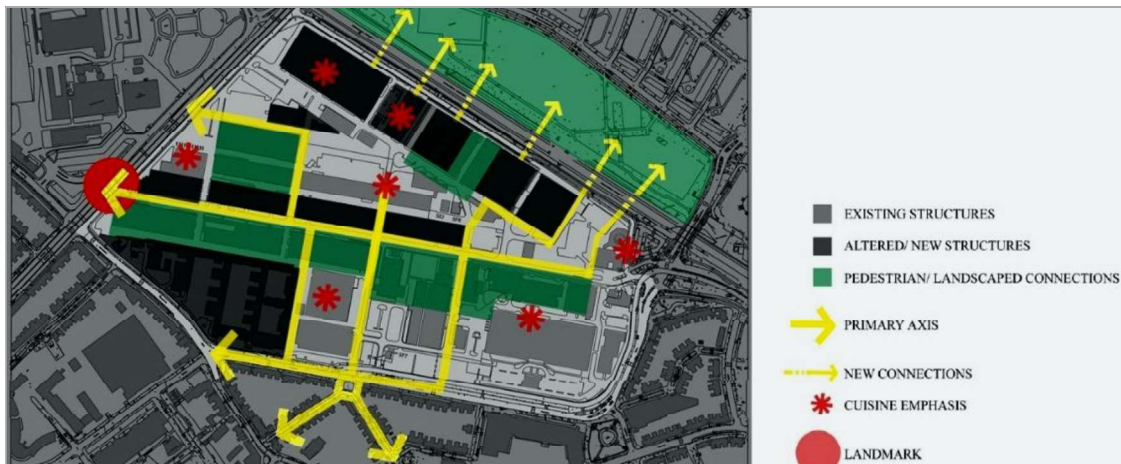 EXISTING STRUCTURES
ALTERED/ NEW STRUCTURES
PEDESTRIAN/ LANDSCAPED CONNECTIONS
PRIMARY AXIS
NEW CONNECTIONS
CUISINE EMPHASIS
LANDMARK